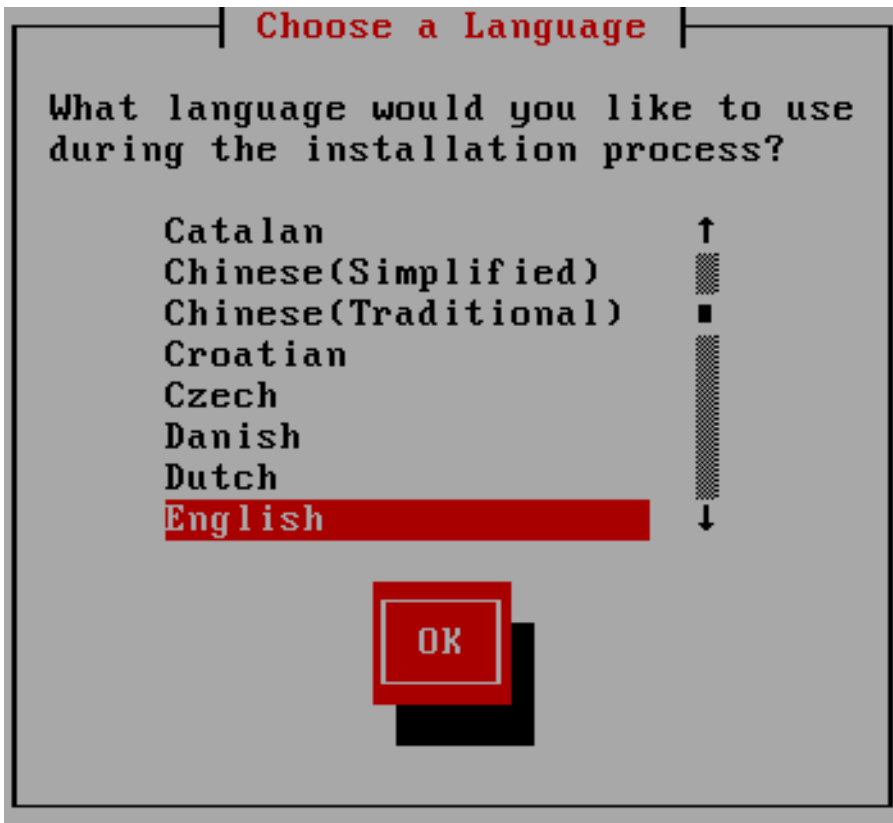 Choose a Language
What language would you like to use
during the installation process?
Catalan
Chinese(Simplified)
Chinese(Traditional)
Croatian
Czech
Danish
Dutch
English
OK